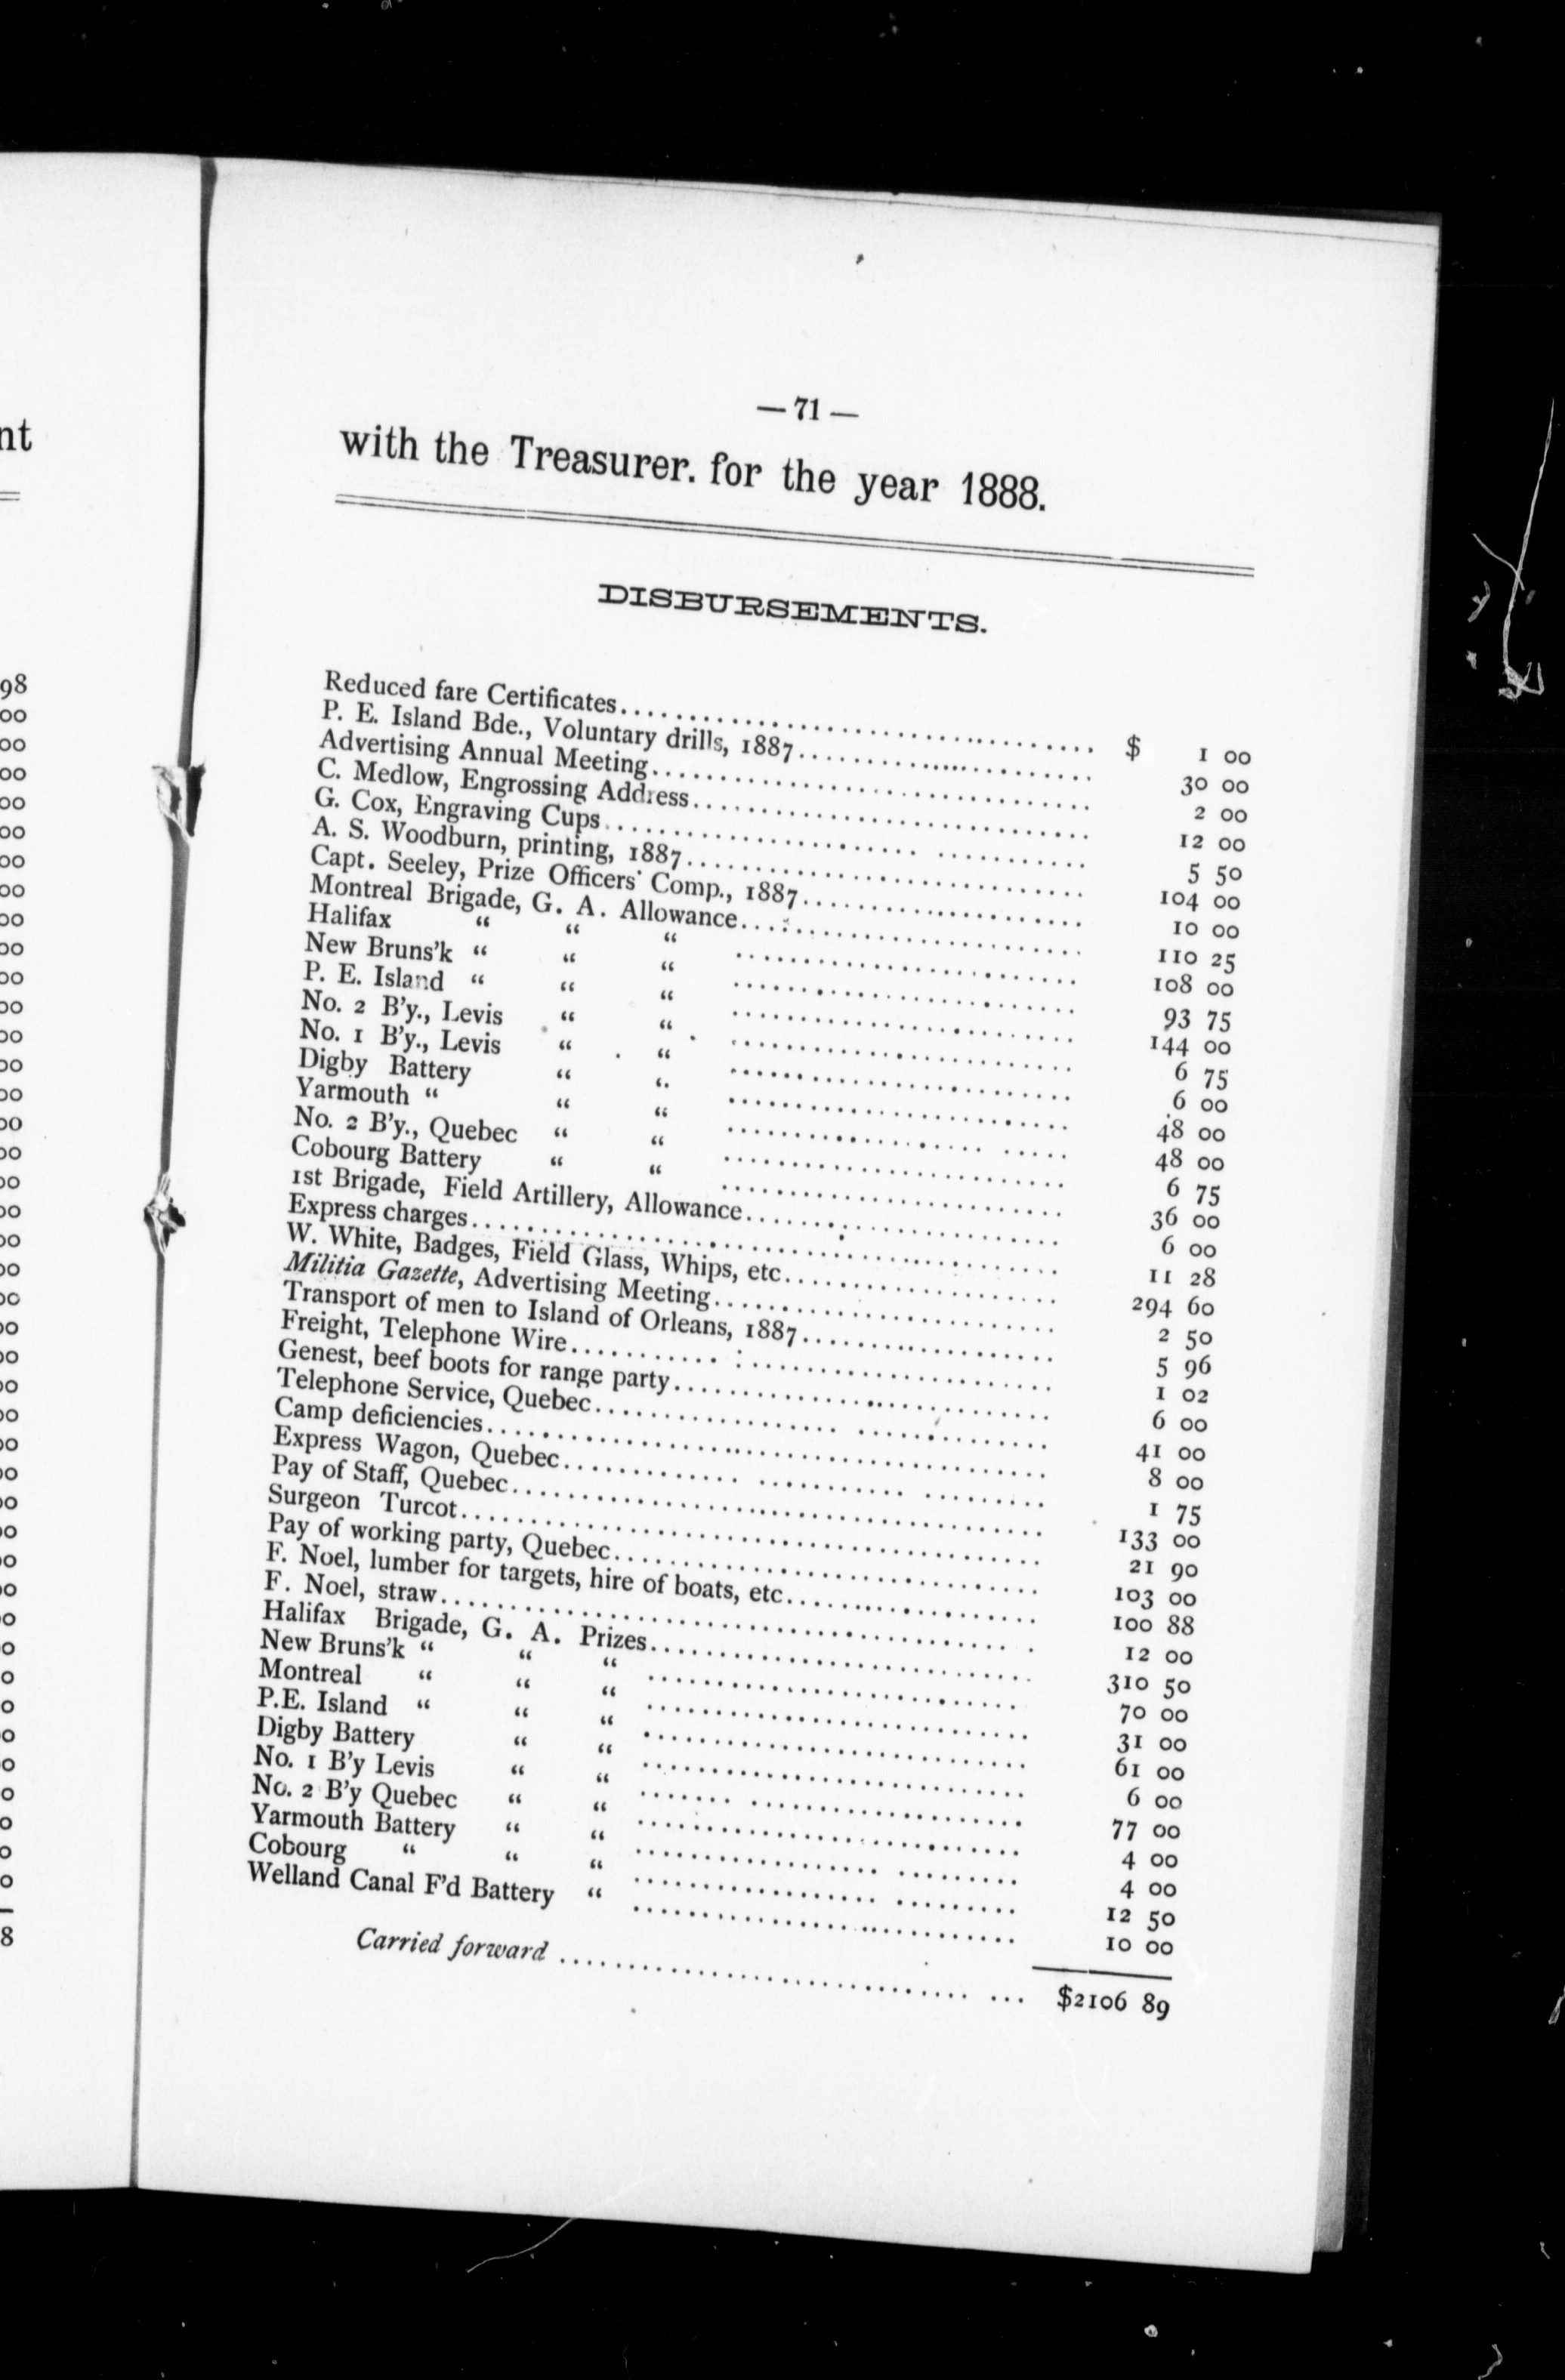 — 71 —
with the Treasurer. for the year 1888.
DISBURSEMENTS.
Reduced fare Certificates........ $ 1 00
P. E. Island Bde., Voluntary drills, 1887........ 30 00
Advertising Annual Meeting........ 2 00
C. Medlow, Engrossing Address........ 12 00
G. Cox, Engraving Cups........ 5 50
A. S. Woodburn, printing, 1887........ 104 00
Capt. Seeley, Prize Officers' Comp., 1887........ 10 00
Montreal Brigade, G. A. Allowance........ 110 25
Halifax “ “ “ ........ 108 00
New Bruns'k “ “ “ ........ 93 75
P. E. Island “ “ “ ........ 144 00
No. 2 B'y., Levis “ “ ........ 6 75
No. 1 B'y., Levis “ “ ........ 6 00
Digby Battery “ “ ........ 48 00
Yarmouth “ “ “ ........ 48 00
No. 2 B'y., Quebec “ “ ........ 6 75
Cobourg Battery “ “ ........ 36 00
1st Brigade, Field Artillery, Allowance........ 6 00
Express charges........ 11 28
W. White, Badges, Field Glass, Whips, etc........ 294 60
Militia Gazette, Advertising Meeting........ 2 50
Transport of men to Island of Orleans, 1887........ 5 96
Freight, Telephone Wire........ 1 02
Genest, beef boots for range party........ 6 00
Telephone Service, Quebec........ 41 00
Camp deficiencies........ 8 00
Express Wagon, Quebec........ 1 75
Pay of Staff, Quebec........ 133 00
Surgeon Turcot........ 21 90
Pay of working party, Quebec........ 103 00
F. Noel, lumber for targets, hire of boats, etc........ 100 88
F. Noel, straw........ 12 00
Halifax Brigade, G. A. Prizes........ 310 50
New Bruns'k “ “ “ ........ 70 00
Montreal “ “ “ ........ 31 00
P.E. Island “ “ “ ........ 61 00
Digby Battery “ “ ........ 6 00
No. 1 B'y Levis “ “ ........ 77 00
No. 2 B'y Quebec “ “ ........ 4 00
Yarmouth Battery “ “ ........ 4 00
Cobourg “ “ “ ........ 12 50
Welland Canal F'd Battery “ ........ 10 00
Carried forward ........ $2106 89